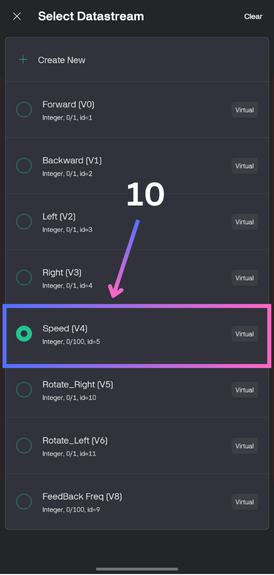 Select Datastream
Clear
Create New
Forward (V0)
Integer, 0/1, id=1
Virtual
Backward (V1)
Integer, 0/1, id=2
Virtual
10
Left (V2)
Integer, 0/1, id=3
Virtual
Right (V3)
Integer, 0/1, id=4
Virtual
Speed (V4)
Integer, 0/100, id=5
Virtual
Rotate_Right (V5)
Integer, 0/1, id=10
Virtual
Rotate_Left (V6)
Integer, 0/1, id=11
Virtual
FeedBack Freq (V8)
Integer, 0/100, id=9
Virtual